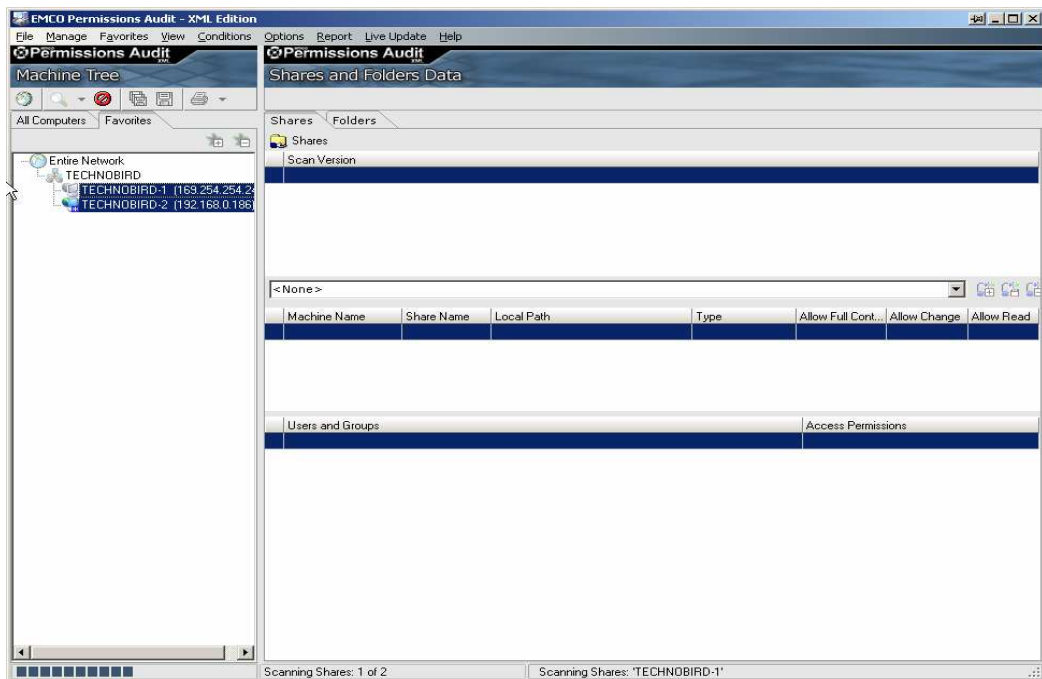 EMCO Permissions Audit - XML Edition
File Manage Favorites View Conditions Options Report Live Update Help
Permissions Audit
XML
Machine Tree
All Computers Favorites
Entire Network
TECHNOBIRD
TECHNOBIRD-1 (169.254.254.24
TECHNOBIRD-2 (192.168.0.186)
Permissions Audit
XML
Shares and Folders Data
Shares Folders
Shares
Scan Version
<None>
Machine Name Share Name Local Path Type Allow Full Cont... Allow Change Allow Read
Users and Groups Access Permissions
Scanning Shares: 1 of 2 Scanning Shares: 'TECHNOBIRD-1'